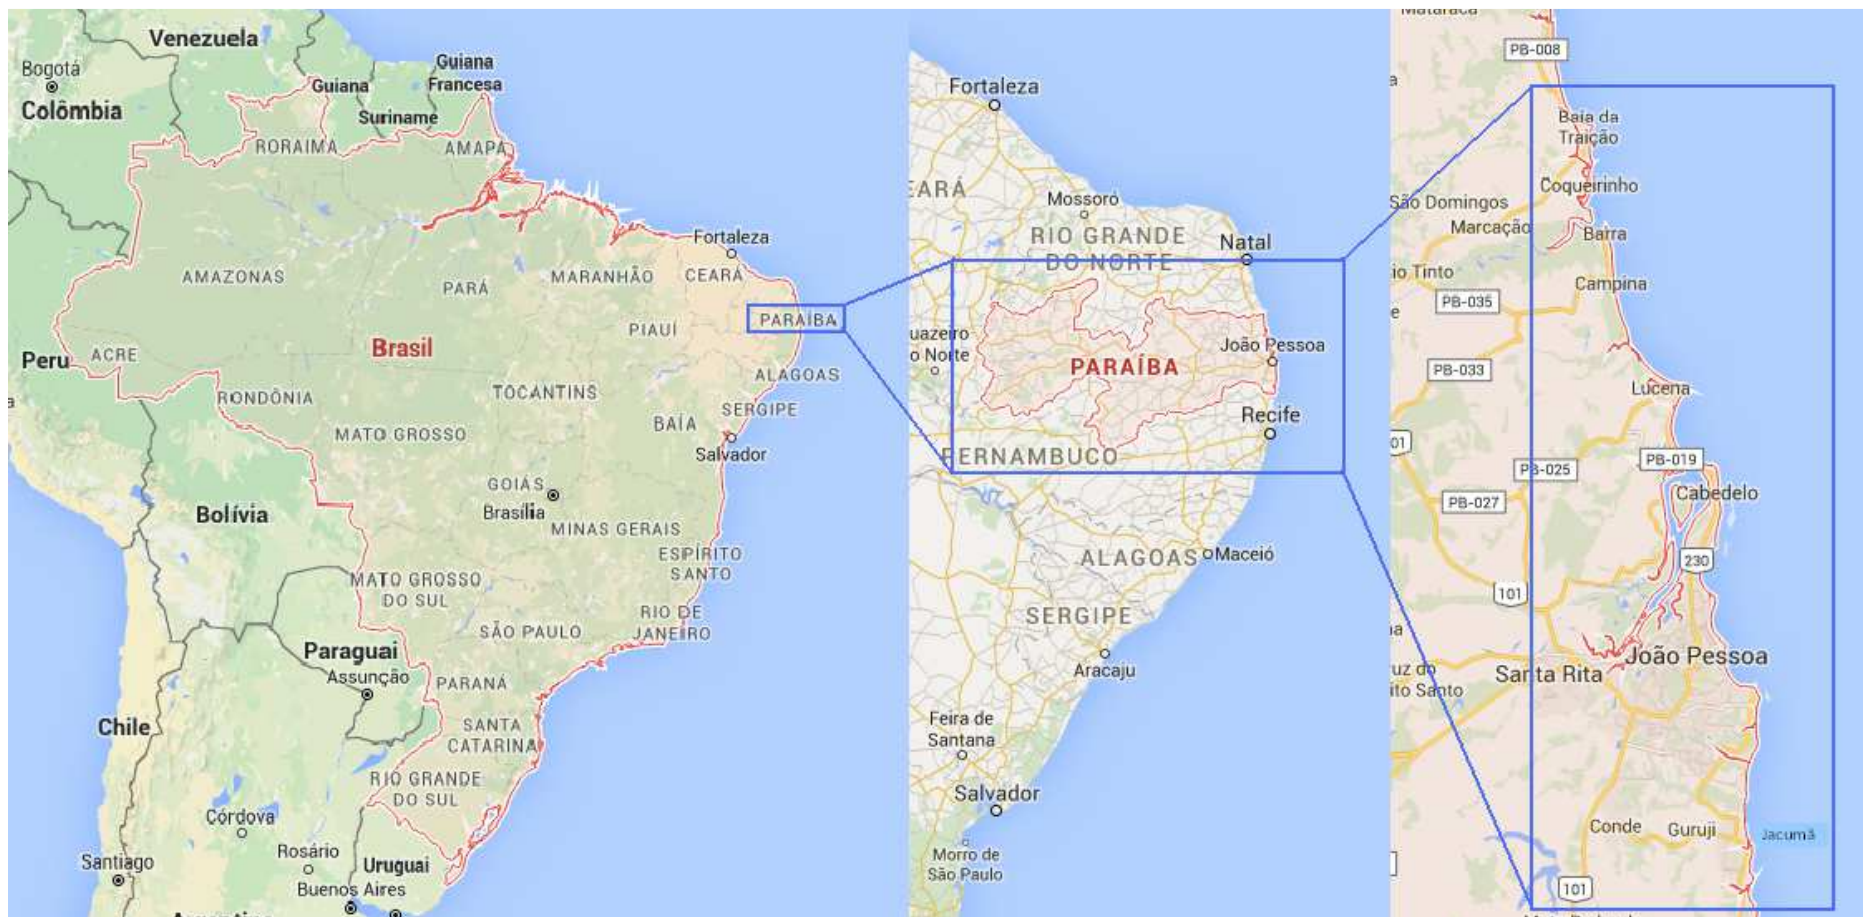 Venezuela
Bogotá
Colômbia
Guiana
Guiana
Francesa
Suriname
RORAIMA
AMAPÁ
Fortaleza
AMAZONAS
PARÁ
MARANHÃO
CEARÁ
PIAUÍ
PARAÍBA
Brasil
Peru
ACRE
RONDÔNIA
TOCANTINS
ALAGOAS
SERGIPE
BAÍA
MATO GROSSO
Salvador
GOIÁS
Brasília
MINAS GERAIS
Bolívia
ESPÍRITO
SANTO
MATO GROSSO
DO SUL
RIO DE
JANEIRO
SÃO PAULO
Paraguai
Assunção
PARANÁ
Chile
SANTA
CATARINA
RIO GRANDE
DO SUL
Córdova
Rosário
Santiago
Uruguai
Buenos Aires
Fortaleza
EARÁ
Mossoró
RIO GRANDE
DO NORTE
Natal
uazeiro
o Norte
João Pessoa
PARAÍBA
Recife
PERNAMBUCO
ALAGOAS
Maceió
SERGIPE
Aracaju
Feira de
Santana
Salvador
Morro de
São Paulo
Mataraca
PB-008
a
Baía da
Traição
Coqueirinho
São Domingos
Marcação
Barra
io Tinto
Campina
PB-035
e
PB-033
Lucena
01
PB-025
PB-019
PB-027
Cabedelo
230
101
na
João Pessoa
uz do
ito Santo
Santa Rita
Conde
Guruji
Jacumã
101